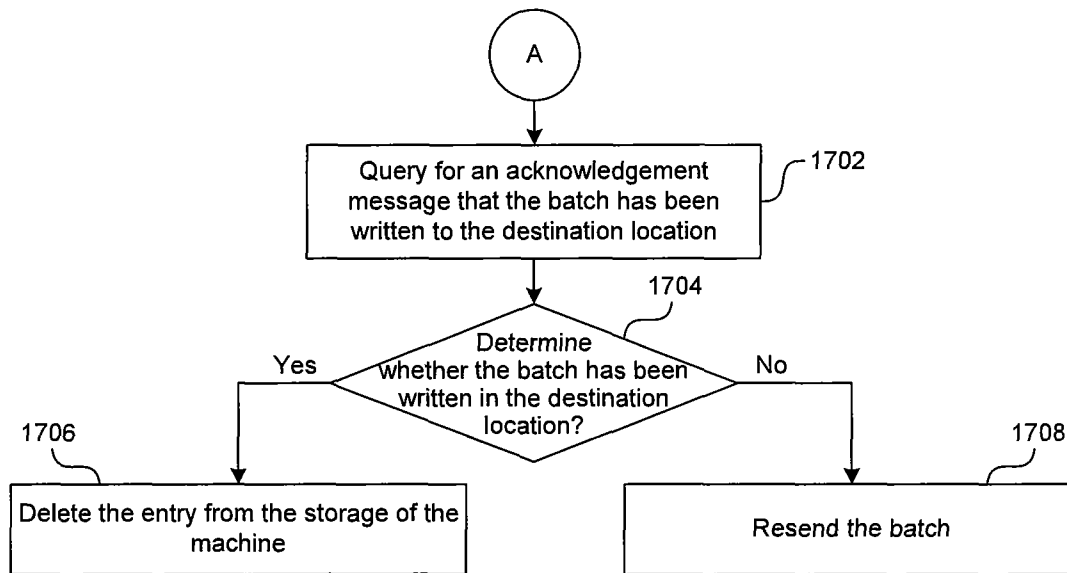 A
Query for an acknowledgement
message that the batch has been
written to the destination location
1702
1704
Determine
whether the batch has been
written in the destination
location?
Yes
No
1706
Delete the entry from the storage of the
machine
1708
Resend the batch